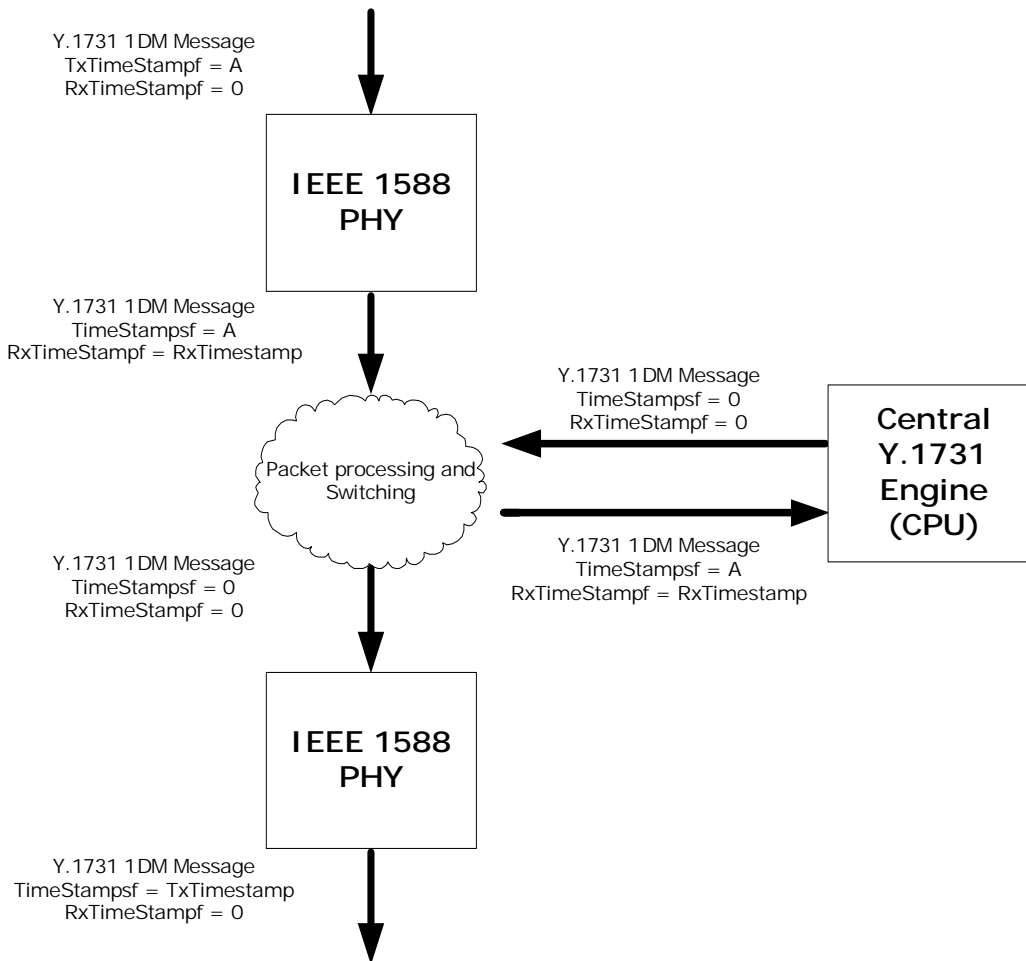 Y.1731 1DM Message
TxTimeStampf = A
RxTimeStampf = 0
IEEE 1588
PHY
Y.1731 1DM Message
TimeStampsf = A
RxTimeStampf = RxTimestamp
Y.1731 1DM Message
TimeStampsf = 0
RxTimeStampf = 0
Central
Y.1731
Engine
(CPU)
Packet processing and
Switching
Y.1731 1DM Message
TimeStampsf = A
RxTimeStampf = RxTimestamp
Y.1731 1DM Message
TimeStampsf = 0
RxTimeStampf = 0
IEEE 1588
PHY
Y.1731 1DM Message
TimeStampsf = TxTimestamp
RxTimeStampf = 0